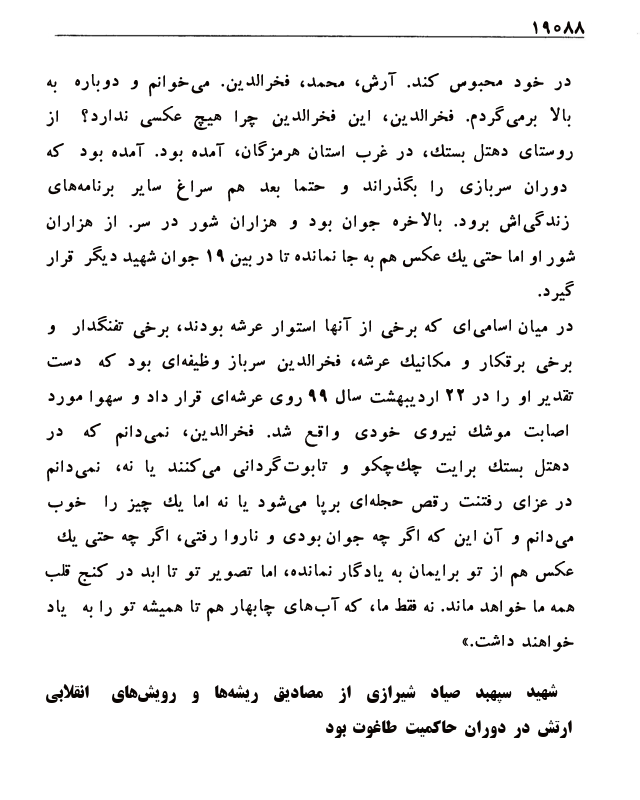 ۱۹۰۸۸
در خود محبوس کند. آرش، محمد، فخرالدین. می‌خوانم و دوباره به
بالا برمی‌گردم. فخرالدین، این فخرالدین چرا هیچ عکسی ندارد؟ از
روستای دهتل بستك، در غرب استان هرمزگان، آمده بود. آمده بود که
دوران سربازی را بگذراند و حتما بعد هم سراغ سایر برنامه‌های
زندگی‌اش برود. بالاخره جوان بود و هزاران شور در سر. از هزاران
شور او اما حتی یك عکس هم به جا نمانده تا در بین ۱۹ جوان شهید دیگر قرار
گیرد.
در میان اسامی‌ای که برخی از آنها استوار عرشه بودند، برخی تفنگدار و
برخی برقکار و مکانیك عرشه، فخرالدین سرباز وظیفه‌ای بود که دست
تقدیر او را در ۲۲ اردیبهشت سال ۹۹ روی عرشه‌ای قرار داد و سهوا مورد
اصابت موشك نیروی خودی واقع شد. فخرالدین، نمی‌دانم که در
دهتل بستك برایت چك‌چکو و تابوت‌گردانی می‌کنند یا نه، نمی‌دانم
در عزای رفتنت رقص حجله‌ای برپا می‌شود یا نه اما یك چیز را خوب
می‌دانم و آن این که اگر چه جوان بودی و ناروا رفتی، اگر چه حتی یك
عکس هم از تو برایمان به یادگار نمانده، اما تصویر تو تا ابد در کنج قلب
همه ما خواهد ماند. نه فقط ما، که آب‌های چابهار هم تا همیشه تو را به یاد
خواهند داشت.»
شهید سپهبد صیاد شیرازی از مصادیق ریشه‌ها و رویش‌های انقلابی
ارتش در دوران حاکمیت طاغوت بود